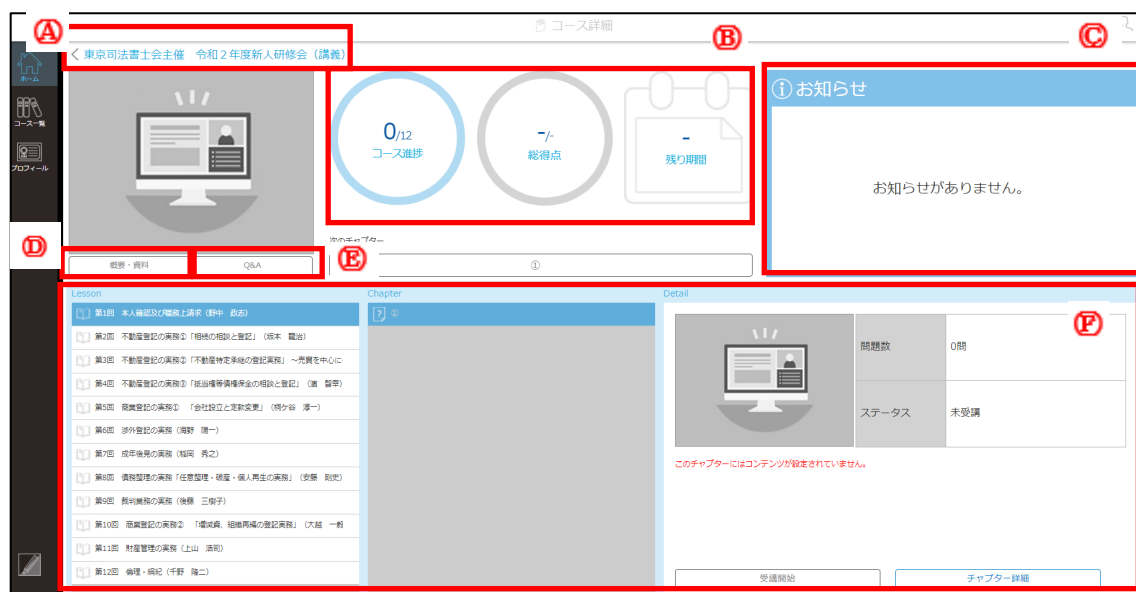 コース詳細
Ⓐ
Ⓑ
Ⓒ
< 東京司法書士会主催 令和2年度新人研修会（講義）
ホーム
コース一覧
プロフィール
0/12
コース進捗
-/-
総得点
-
残り期間
ⓘお知らせ
お知らせがありません。
Ⓓ
次のチャプター
概要・資料
Q&A
Ⓔ
①
Lesson
Chapter
Detail
第1回 本人確認及び職務上請求（野中 政志）
第2回 不動産登記の実務①「相続の相談と登記」（坂本 龍治）
第3回 不動産登記の実務②「不動産特定承継の登記実務」 ～売買を中心に
第4回 不動産登記の実務③「抵当権等債権保全の相談と登記」（ 智早）
第5回 商業登記の実務① 「会社設立と定款変更」（桐ケ谷 淳一）
第6回 渉外登記の実務（海野 陽一）
第7回 成年後見の実務（稲岡 秀之）
第8回 債務整理の実務「任意整理・破産・個人再生の実務」（安藤 剛史）
第9回 裁判業務の実務（後藤 三樹子）
第10回 商業登記の実務② 「増減資、組織再編の登記実務」（大越 一毅
第11回 財産管理の実務（上山 浩司）
第12回 倫理・綱紀（千野 隆二）
①
Ⓕ
問題数
0問
ステータス
未受講
このチャプターにはコンテンツが設定されていません。
受講開始
チャプター詳細